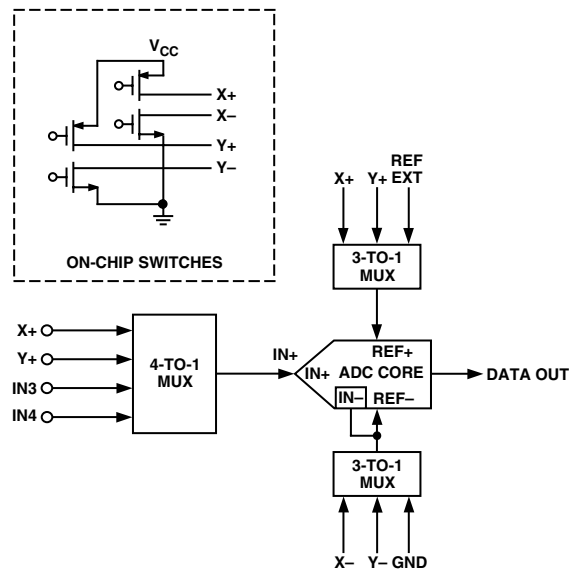 VCC
X+
X–
Y+
Y–
ON-CHIP SWITCHES
X+ Y+ REF EXT
3-TO-1 MUX
X+
Y+
IN3
IN4
4-TO-1 MUX
IN+
IN+
REF+
ADC CORE
IN–
REF–
DATA OUT
3-TO-1 MUX
X– Y– GND